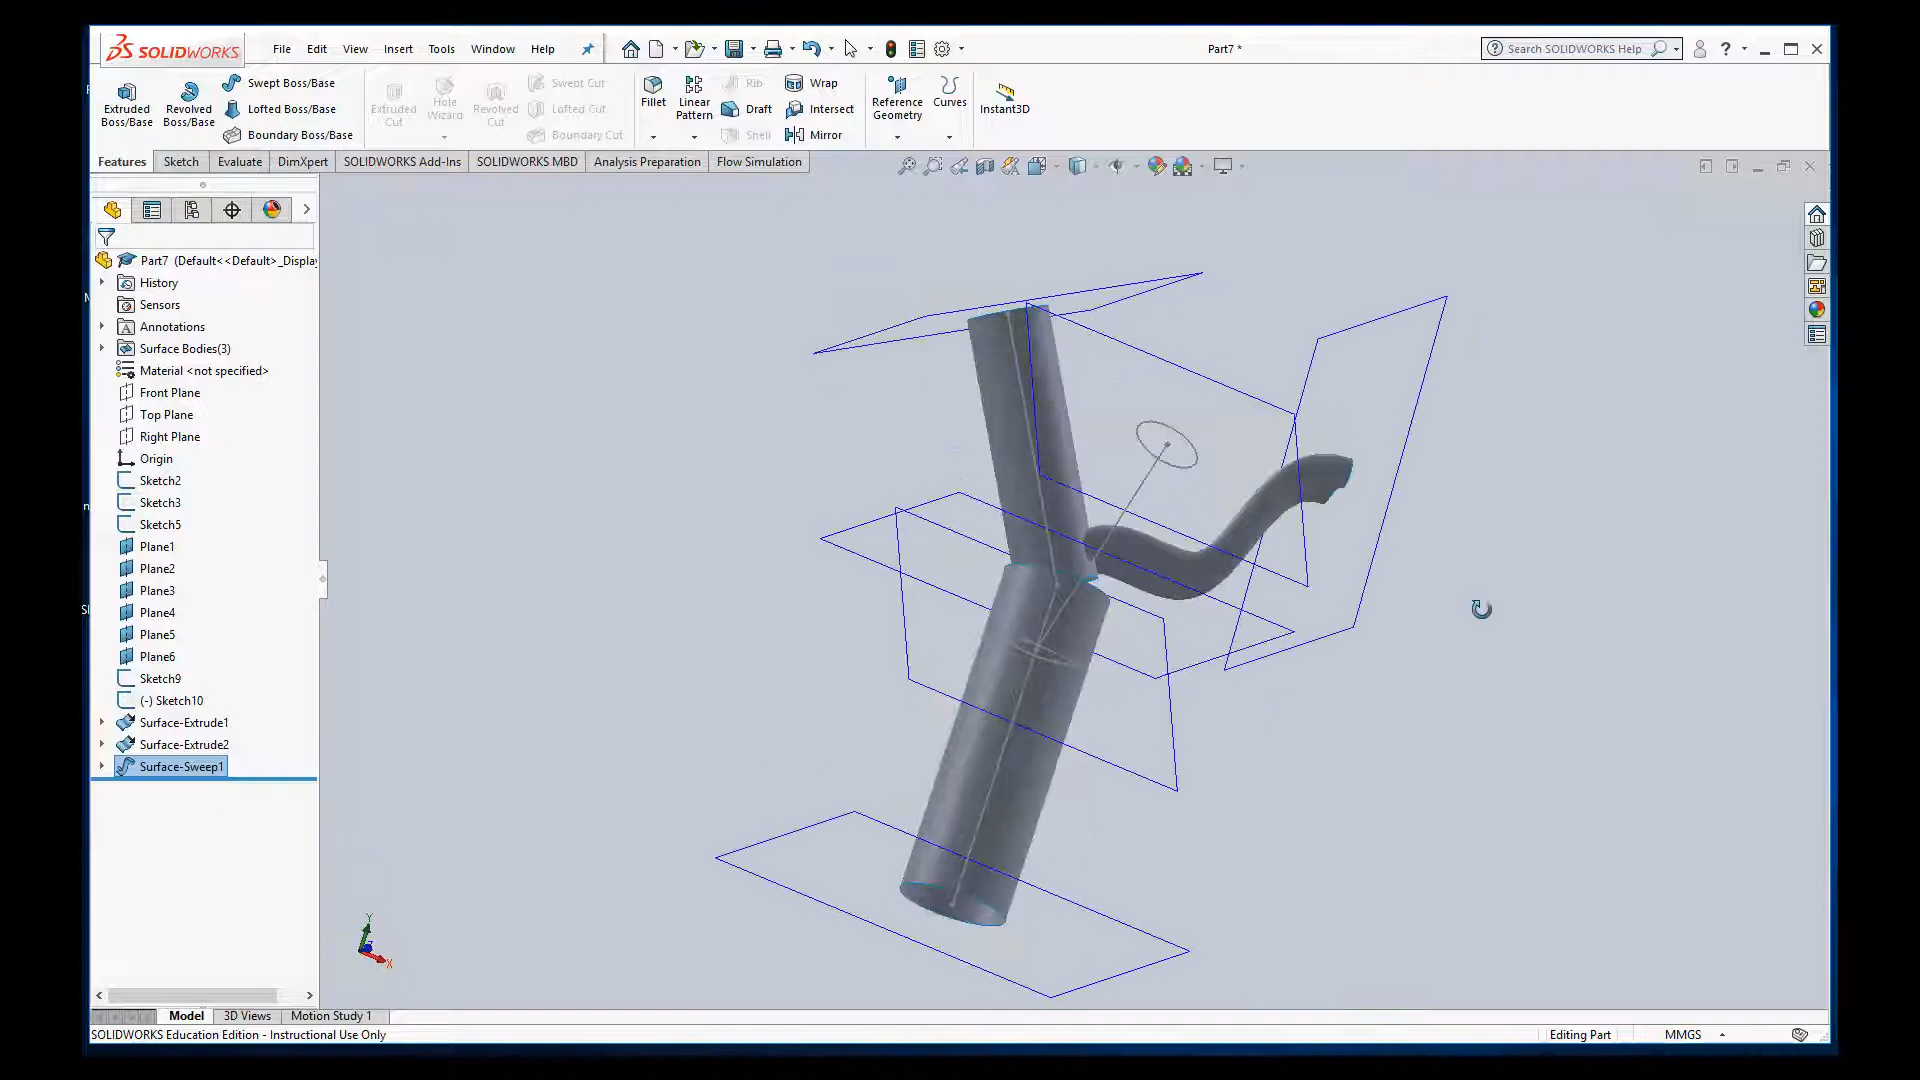 SOLIDWORKS File Edit View Insert Tools Window Help Part7 * Search SOLIDWORKS Help ?
Extruded Boss/Base
Revolved Boss/Base
Swept Boss/Base
Lofted Boss/Base
Boundary Boss/Base
Extruded Cut
Hole Wizard
Revolved Cut
Swept Cut
Lofted Cut
Boundary Cut
Fillet
Linear Pattern
Rib
Draft
Shell
Wrap
Intersect
Mirror
Reference Geometry
Curves
Instant3D
Features Sketch Evaluate DimXpert SOLIDWORKS Add-Ins SOLIDWORKS MBD Analysis Preparation Flow Simulation
Part7 (Default<<Default>_Displa
History
Sensors
Annotations
Surface Bodies(3)
Material <not specified>
Front Plane
Top Plane
Right Plane
Origin
Sketch2
Sketch3
Sketch5
Plane1
Plane2
Plane3
Plane4
Plane5
Plane6
Sketch9
(-) Sketch10
Surface-Extrude1
Surface-Extrude2
Surface-Sweep1
Y
Z
X
Model 3D Views Motion Study 1
SOLIDWORKS Education Edition - Instructional Use Only Editing Part MMGS